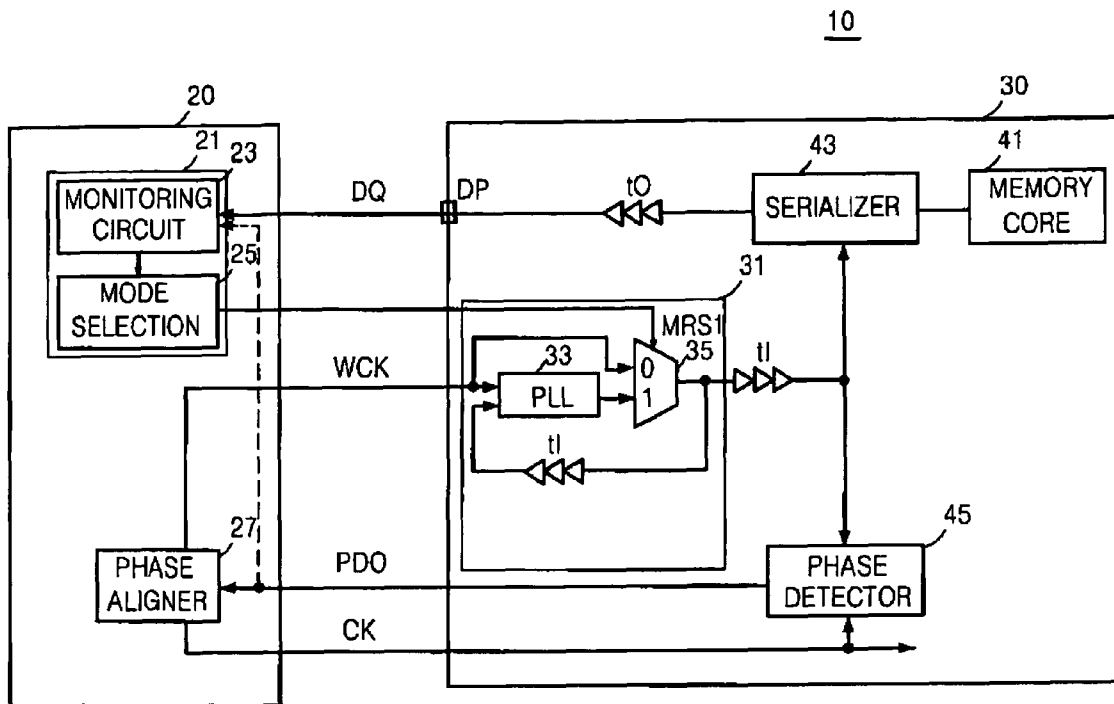 10
20
30
21
23
MONITORING
CIRCUIT
25
MODE
SELECTION
DQ
DP
tO
43
SERIALIZER
41
MEMORY
CORE
31
MRS1
WCK
33
PLL
0
1
35
tI
tI
27
PHASE
ALIGNER
PDO
CK
45
PHASE
DETECTOR